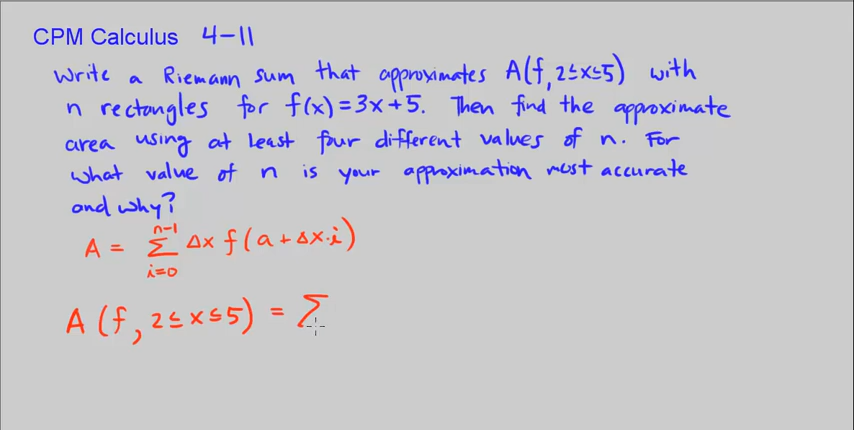 CPM Calculus 4-11
Write a Riemann sum that approximates A(f, 2≤x≤5) with
n rectangles for f(x)=3x+5. Then find the approximate
area using at least four different values of n. For
what value of n is your approximation most accurate
and why?
A = Σ_{i=0}^{n-1} Δx f(a+Δx·i)
A (f, 2≤x≤5) = Σ